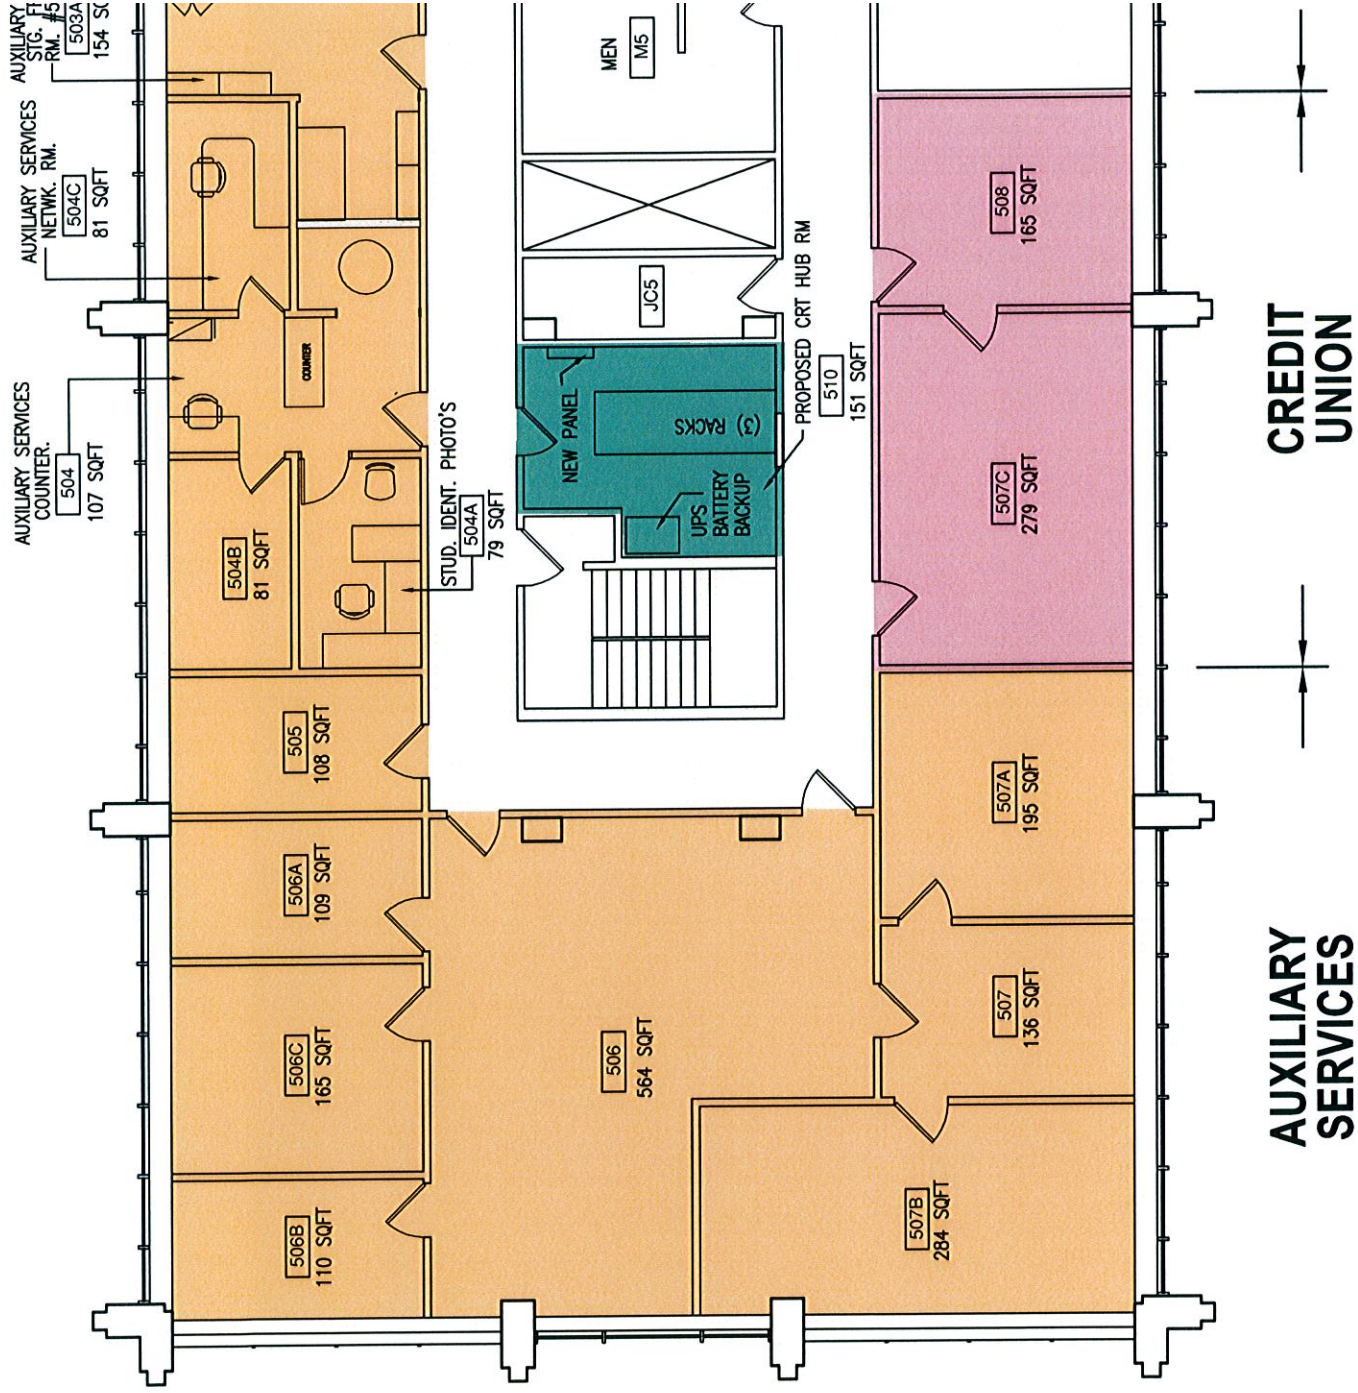 AUXILIARY
STG.
RM. #5
503A
154
AUXILIARY SERVICES
NETWK. RM.
504C
81 SQFT
AUXILIARY SERVICES
COUNTER.
504
107 SQFT
COUNTER
504B
81 SQFT
STUD. IDENT. PHOTO'S
504A
79 SQFT
505
108 SQFT
506A
109 SQFT
506C
165 SQFT
506B
110 SQFT
MEN
M5
JC5
NEW PANEL
(3) RACKS
UPS
BATTERY
BACKUP
PROPOSED CRT HUB RM
510
151 SQFT
506
564 SQFT
508
165 SQFT
507C
279 SQFT
507A
195 SQFT
507
136 SQFT
507B
284 SQFT
CREDIT
UNION
AUXILIARY
SERVICES